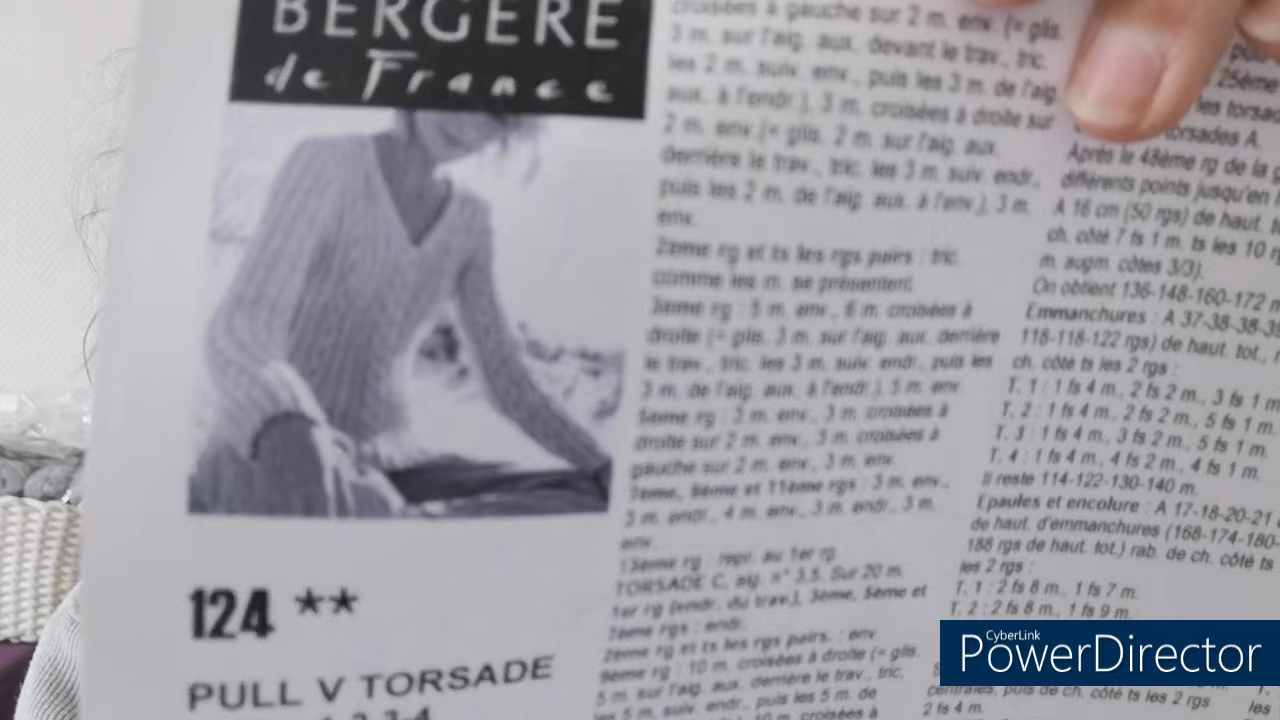 BERGÈRE
de France
124 **
PULL V TORSADE
1-2-3-4
croisées à gauche sur 2 m. env. (= glis.
3 m. sur l'aig. aux. devant le trav., tric.
les 2 m. suiv. env., puis les 3 m. de l'aig.
aux. à l'endr.), 3 m. croisées à droite sur
2 m. env.(= glis. 2 m. sur l'aig. aux.
derrière le trav., tric. les 3 m. suiv. endr.,
puis les 2 m. de l'aig. aux. à l'env.), 3 m.
env.
2ème rg et ts les rgs pairs : tric.
comme les m. se présentent.
3ème rg : 5 m. env., 6 m. croisées à
droite (= glis. 3 m. sur l'aig. aux. derrière
le trav., tric. les 3 m. suiv. endr., puis les
3 m. de l'aig. aux. à l'endr.), 5 m. env.
5ème rg : 3 m. env., 3 m. croisées à
droite sur 2 m. env., 3 m. croisées à
gauche sur 2 m. env., 3 m. env.
7ème, 9ème et 11ème rgs : 3 m. env.,
3 m. endr., 4 m. env., 3 m. endr., 3 m.
env.
13ème rg : repr. au 1er rg.
TORSADE C, aig. n° 3,5. Sur 20 m.
1er rg (endr. du trav.), 3ème, 5ème et
7ème rgs : endr.
2ème rg et ts les rgs pairs. : env.
9ème rg : 10 m. croisées à droite (= glis.
5 m. sur l'aig. aux. derrière le trav., tric.
les 5 m. suiv. endr., puis les 5 m. de
10 m. croisées à
25ème
les torsad
torsades A.
Après le 48ème rg de la g
différents points jusqu'en h
A 16 cm (50 rgs) de haut. to
ch. côté 7 fs 1 m. ts les 10 r
m. augm. côtes 3/3).
On obtient 136-148-160-172 m
Emmanchures : A 37-38-38-3
118-118-122 rgs) de haut. tot.,
ch. côté ts les 2 rgs :
T. 1 : 1 fs 4 m., 2 fs 2 m., 3 fs 1 m
T. 2 : 1 fs 4 m., 2 fs 2 m., 5 fs 1 m.
T. 3 : 1 fs 4 m., 3 fs 2 m., 5 fs 1 m.
T. 4 : 1 fs 4 m., 4 fs 2 m., 4 fs 1 m.
Il reste 114-122-130-140 m.
Epaules et encolure : A 17-18-20-21
de haut. d'emmanchures (168-174-180-
188 rgs de haut. tot.) rab. de ch. côté ts
les 2 rgs :
T. 1 : 2 fs 8 m., 1 fs 7 m.
T. 2 : 2 fs 8 m., 1 fs 9 m.
centrales, puis de ch. côté ts les 2 rgs
2 fs 4 m.
T.
les
CyberLink
PowerDirector